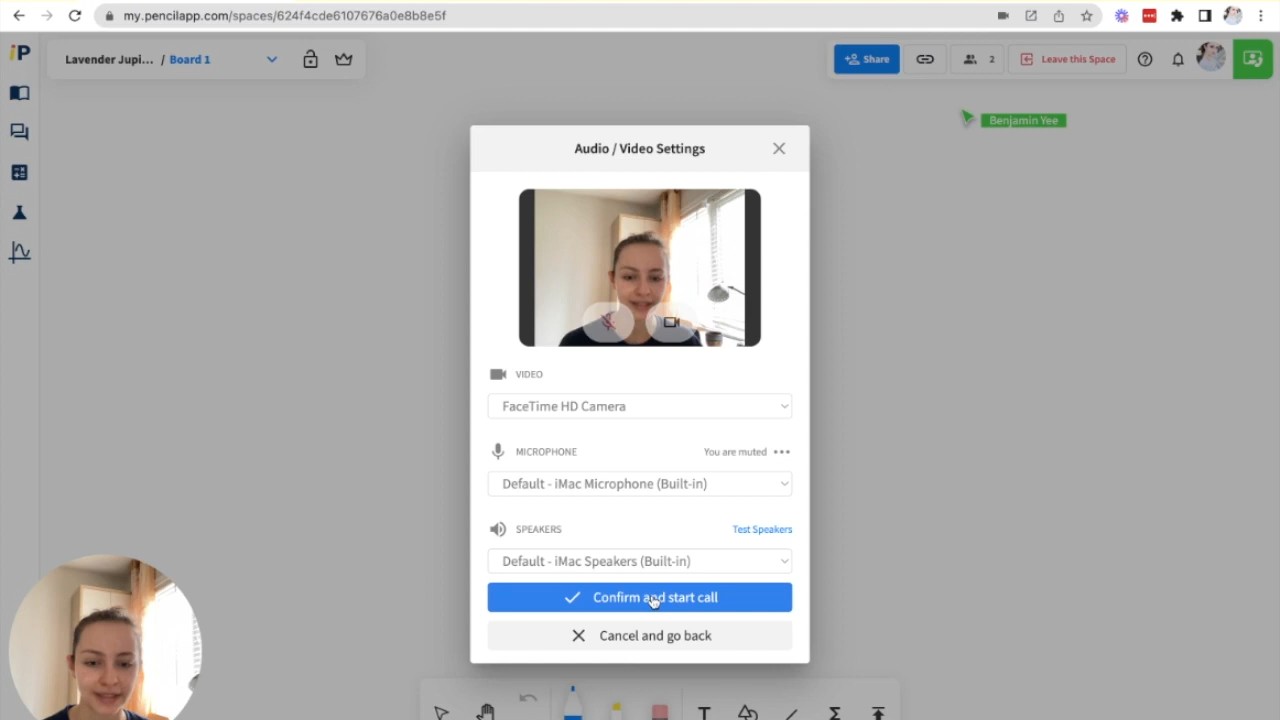 my.pencilapp.com/spaces/624f4cde6107676a0e8b8e5f
iP
Lavender Jupi... / Board 1
Share
2
Leave this Space
Benjamin Yee
Audio / Video Settings
VIDEO
FaceTime HD Camera
MICROPHONE
You are muted
Default - iMac Microphone (Built-in)
SPEAKERS
Test Speakers
Default - iMac Speakers (Built-in)
Confirm and start call
Cancel and go back
T
Σ